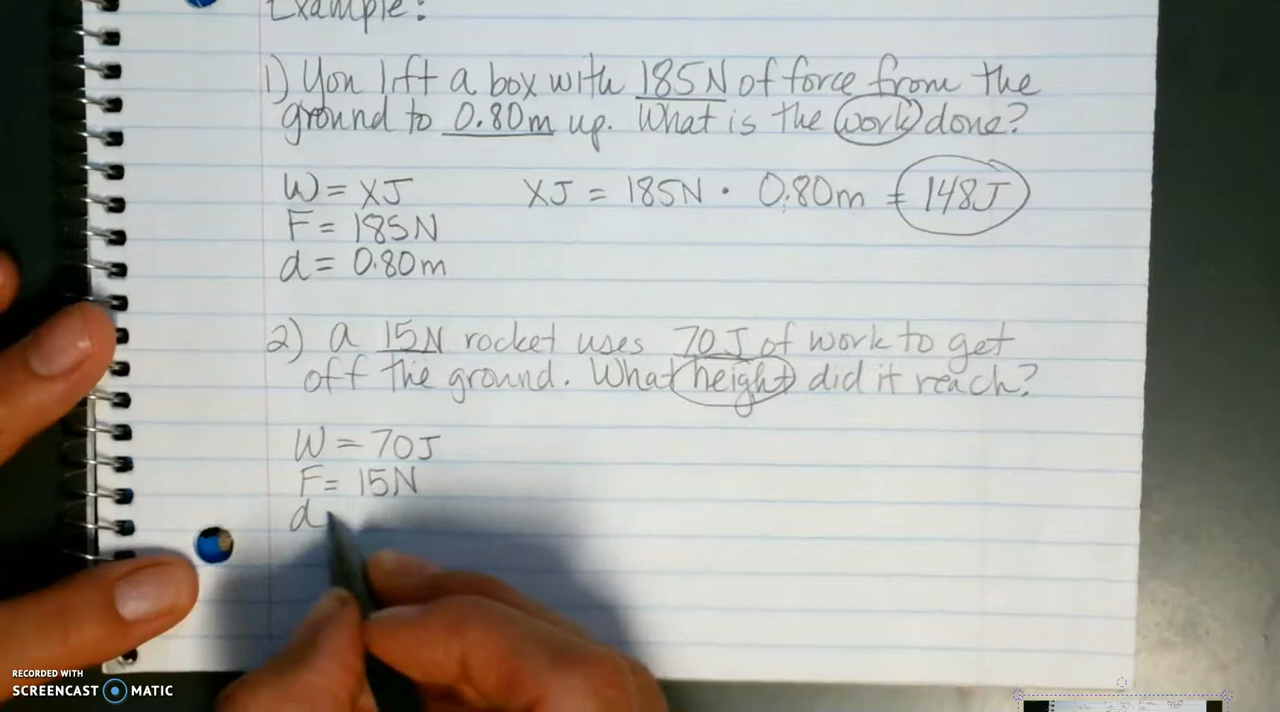 Example:
1) You lift a box with 185N of force from the
ground to 0.80m up. What is the work done?
W = XJ XJ = 185N · 0.80m = 148J
F = 185N
d = 0.80m
2) A 15N rocket uses 70J of work to get
off the ground. What height did it reach?
W = 70J
F = 15N
d
RECORDED WITH
SCREENCAST MATIC